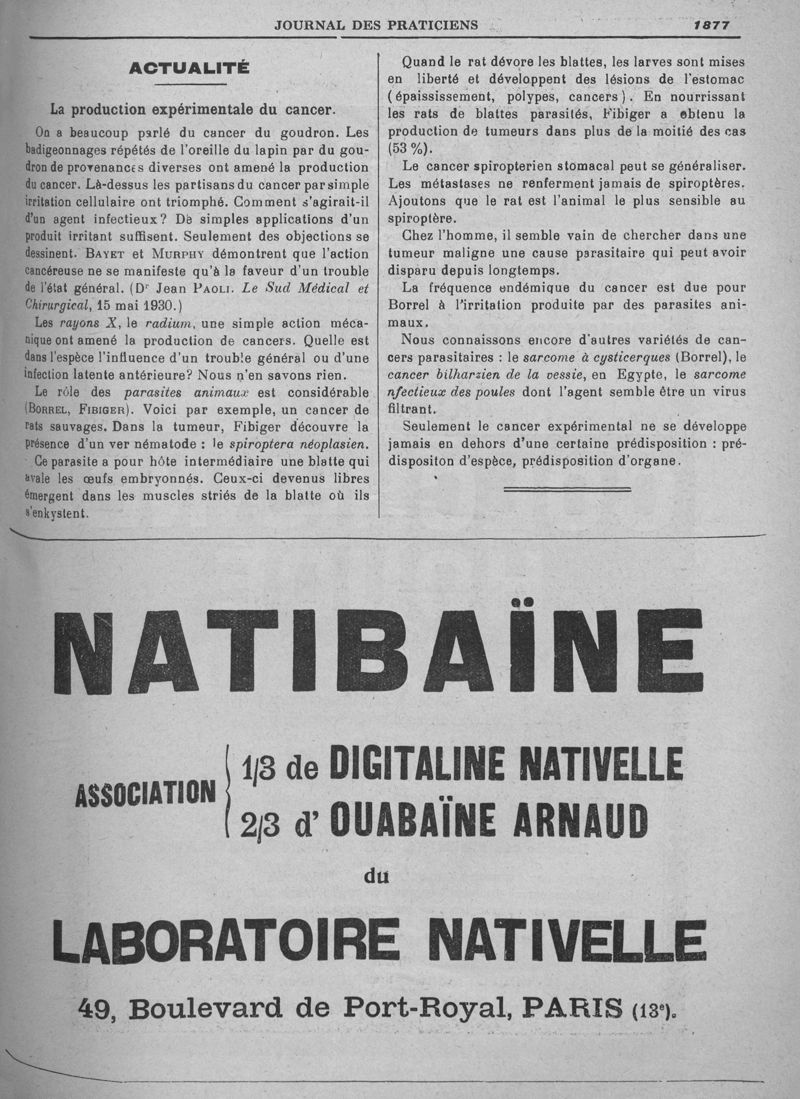 JOURNAL DES PRATICIENS 1877
ACTUALITÉ
La production expérimentale du cancer.
On a beaucoup parlé du cancer du goudron. Les
badigeonnages répétés de l'oreille du lapin par du gou-
dron de provenances diverses ont amené la production
du cancer. Là-dessus les partisans du cancer par simple
irritation cellulaire ont triomphé. Comment s'agirait-il
d'un agent infectieux? De simples applications d'un
produit irritant suffisent. Seulement des objections se
dessinent. BAYET et MURPHY démontrent que l'action
cancéreuse ne se manifeste qu'à la faveur d'un trouble
de l'état général. (Dr Jean PAOLI. Le Sud Médical et
Chirurgical, 15 mai 1930.)
Les rayons X, le radium, une simple action méca-
nique ont amené la production de cancers. Quelle est
dans l'espèce l'influence d'un trouble général ou d'une
infection latente antérieure? Nous n'en savons rien.
Le rôle des parasites animaux est considérable
(BORREL, FIBIGER). Voici par exemple, un cancer de
rats sauvages. Dans la tumeur, Fibiger découvre la
présence d'un ver nématode : le spiroptera néoplasien.
Ce parasite a pour hôte intermédiaire une blatte qui
avale les œufs embryonnés. Ceux-ci devenus libres
émergent dans les muscles striés de la blatte où ils
s'enkystent.
Quand le rat dévore les blattes, les larves sont mises
en liberté et développent des lésions de l'estomac
(épaississement, polypes, cancers). En nourrissant
les rats de blattes parasités, Fibiger a obtenu la
production de tumeurs dans plus de la moitié des cas
(53 %).
Le cancer spiropterien stomacal peut se généraliser.
Les métastases ne renferment jamais de spiroptères.
Ajoutons que le rat est l'animal le plus sensible au
spiroptère.
Chez l'homme, il semble vain de chercher dans une
tumeur maligne une cause parasitaire qui peut avoir
disparu depuis longtemps.
La fréquence endémique du cancer est due pour
Borrel à l'irritation produite par des parasites ani-
maux.
Nous connaissons encore d'autres variétés de can-
cers parasitaires : le sarcome à cysticerques (Borrel), le
cancer bilharzien de la vessie, en Egypte, le sarcome
nfectieux des poules dont l'agent semble être un virus
filtrant.
Seulement le cancer expérimental ne se développe
jamais en dehors d'une certaine prédisposition : pré-
dispositon d'espèce, prédisposition d'organe.
NATIBAÏNE
ASSOCIATION
1/3 de DIGITALINE NATIVELLE
2/3 d' OUABAÏNE ARNAUD
du
LABORATOIRE NATIVELLE
49, Boulevard de Port-Royal, PARIS (13e).